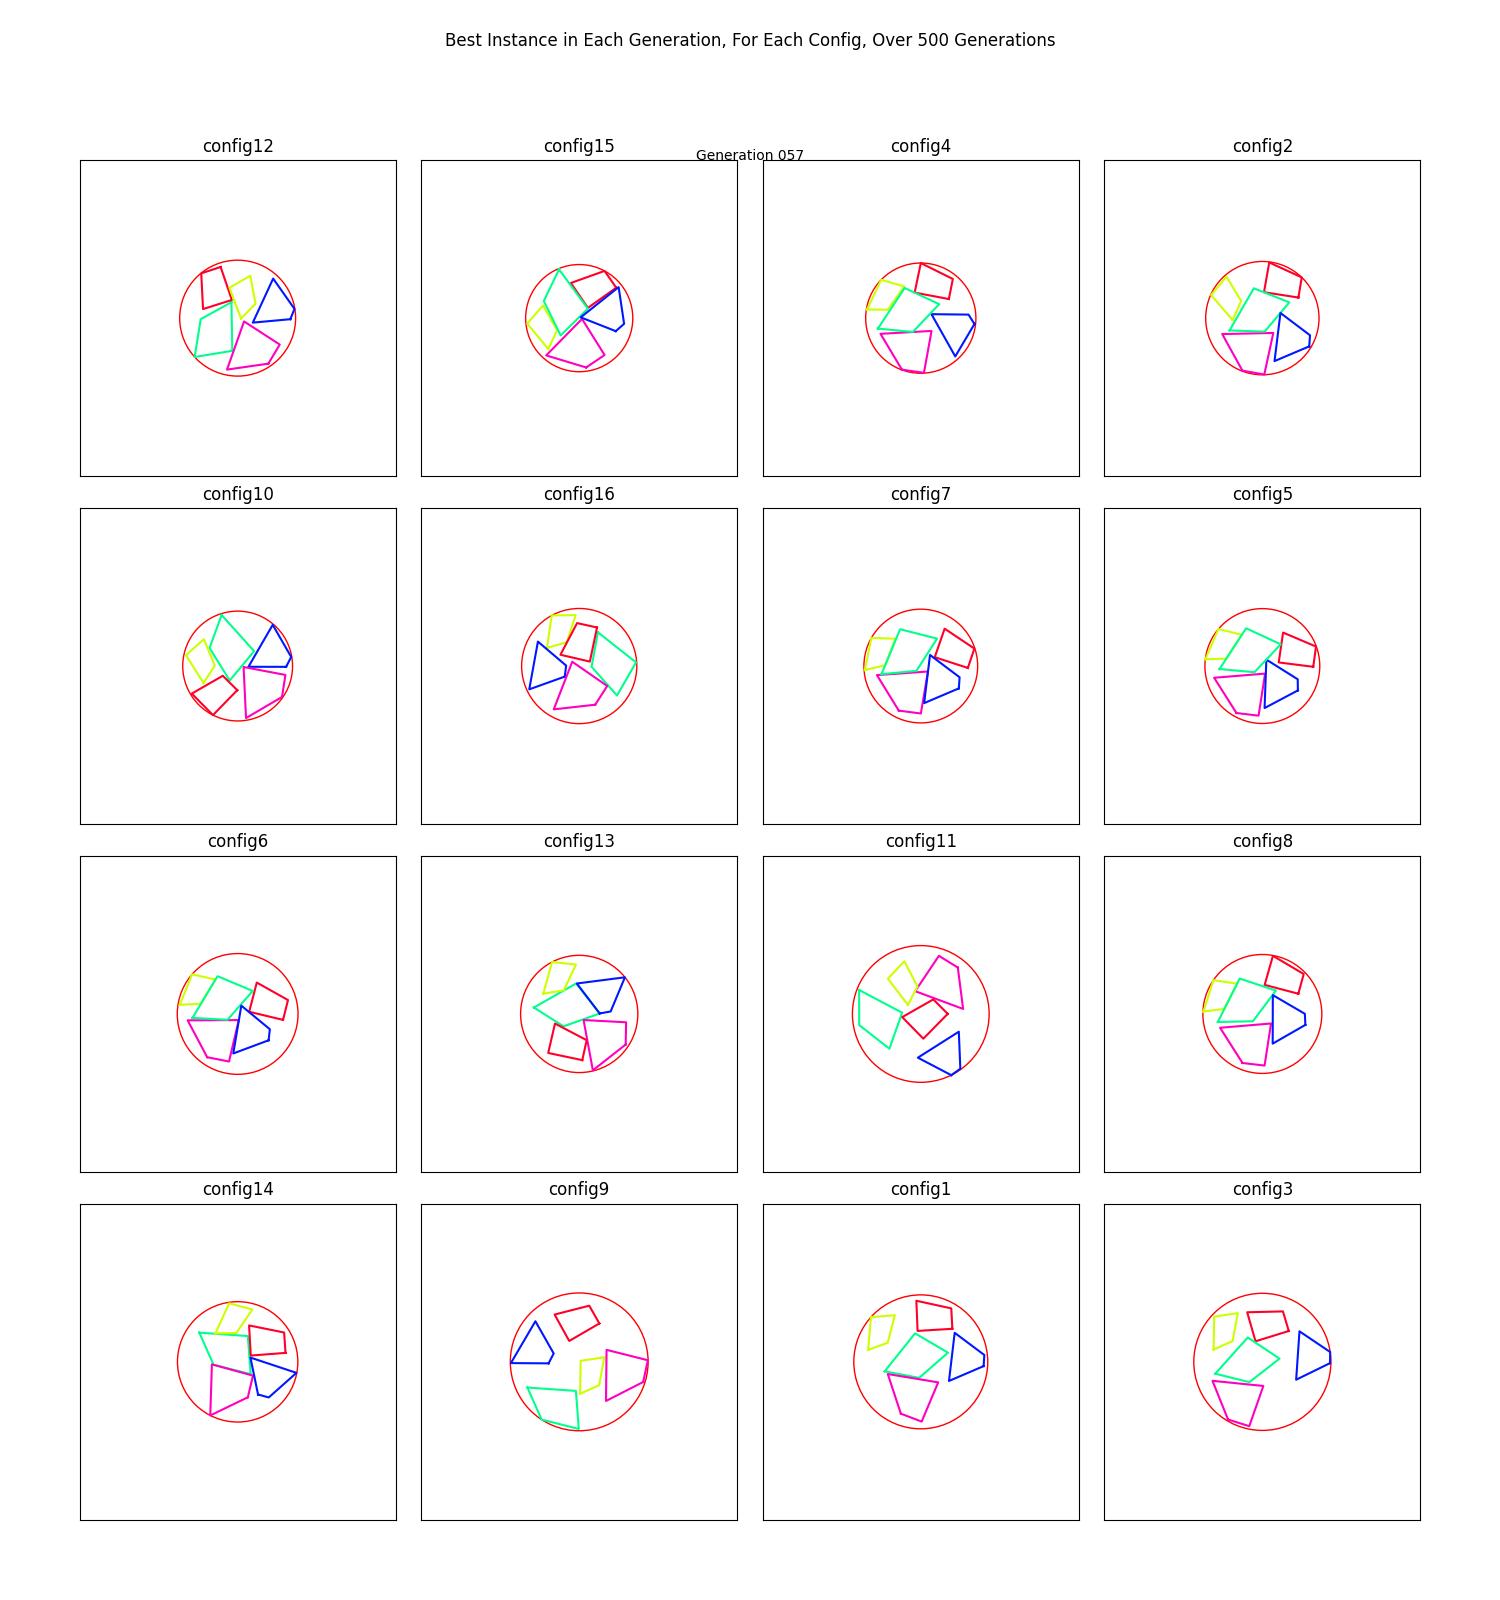 Best Instance in Each Generation, For Each Config, Over 500 Generations
Generation 057
config12
config15
config4
config2
config10
config16
config7
config5
config6
config13
config11
config8
config14
config9
config1
config3